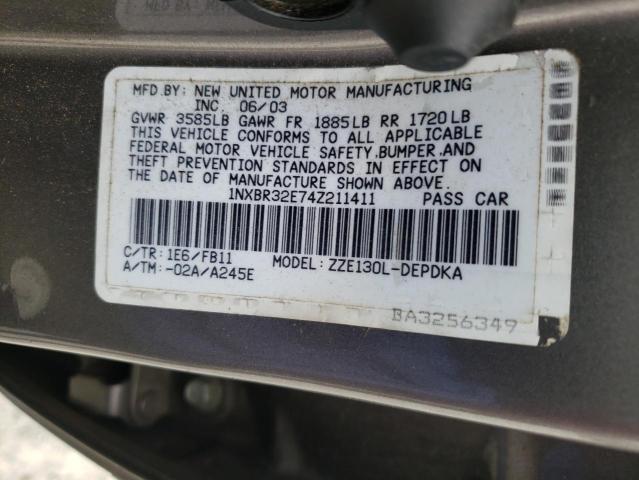 MFD.BY: NEW UNITED MOTOR MANUFACTURING
INC. 06/03
GVWR 3585LB GAWR FR 1885LB RR 1720LB
THIS VEHICLE CONFORMS TO ALL APPLICABLE
FEDERAL MOTOR VEHICLE SAFETY,BUMPER,AND
THEFT PREVENTION STANDARDS IN EFFECT ON
THE DATE OF MANUFACTURE SHOWN ABOVE.
1NXBR32E74Z211411 PASS CAR
C/TR: 1E6/FB11 MODEL: ZZE130L-DEPDKA
A/TM: -02A/A245E
BA3256349